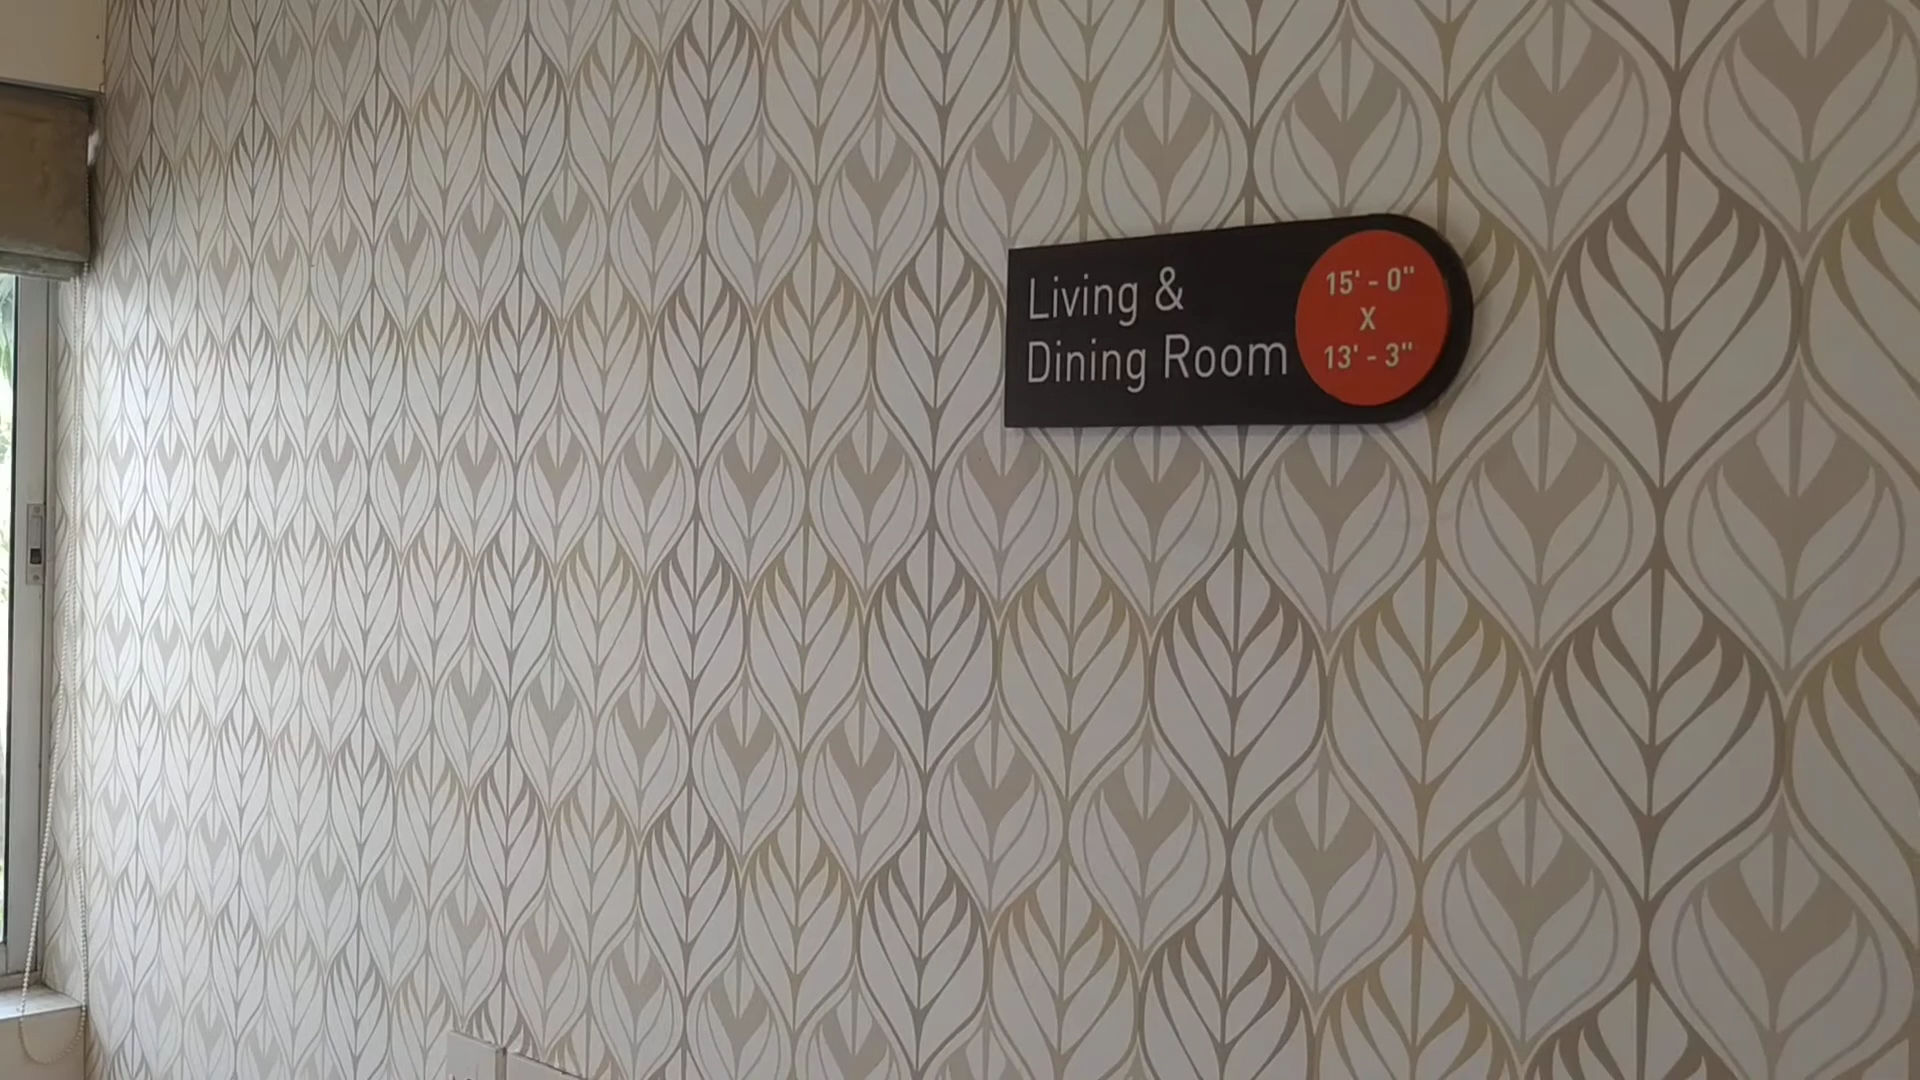 Living &
Dining Room
15' - 0"
X
13' - 3"